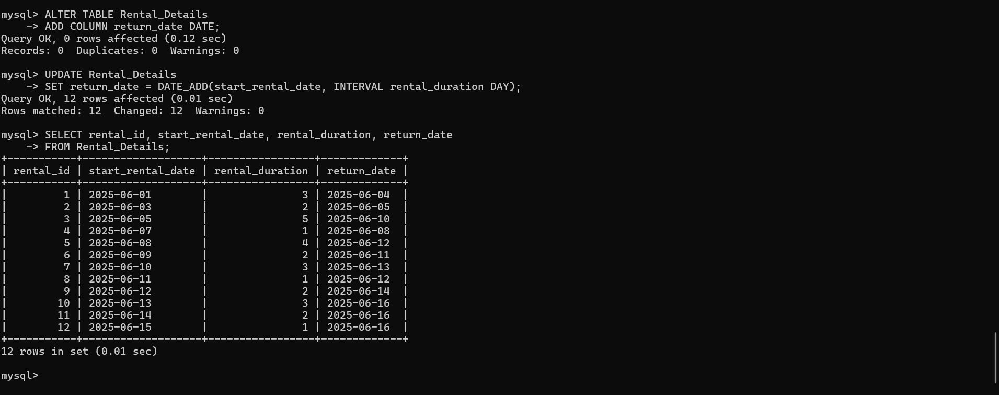 mysql> ALTER TABLE Rental_Details
    -> ADD COLUMN return_date DATE;
Query OK, 0 rows affected (0.12 sec)
Records: 0  Duplicates: 0  Warnings: 0

mysql> UPDATE Rental_Details
    -> SET return_date = DATE_ADD(start_rental_date, INTERVAL rental_duration DAY);
Query OK, 12 rows affected (0.01 sec)
Rows matched: 12  Changed: 12  Warnings: 0

mysql> SELECT rental_id, start_rental_date, rental_duration, return_date
    -> FROM Rental_Details;
+-----------+-------------------+-----------------+-------------+
| rental_id | start_rental_date | rental_duration | return_date |
+-----------+-------------------+-----------------+-------------+
|         1 | 2025-06-01        |               3 | 2025-06-04  |
|         2 | 2025-06-03        |               2 | 2025-06-05  |
|         3 | 2025-06-05        |               5 | 2025-06-10  |
|         4 | 2025-06-07        |               1 | 2025-06-08  |
|         5 | 2025-06-08        |               4 | 2025-06-12  |
|         6 | 2025-06-09        |               2 | 2025-06-11  |
|         7 | 2025-06-10        |               3 | 2025-06-13  |
|         8 | 2025-06-11        |               1 | 2025-06-12  |
|         9 | 2025-06-12        |               2 | 2025-06-14  |
|        10 | 2025-06-13        |               3 | 2025-06-16  |
|        11 | 2025-06-14        |               2 | 2025-06-16  |
|        12 | 2025-06-15        |               1 | 2025-06-16  |
+-----------+-------------------+-----------------+-------------+
12 rows in set (0.01 sec)

mysql>